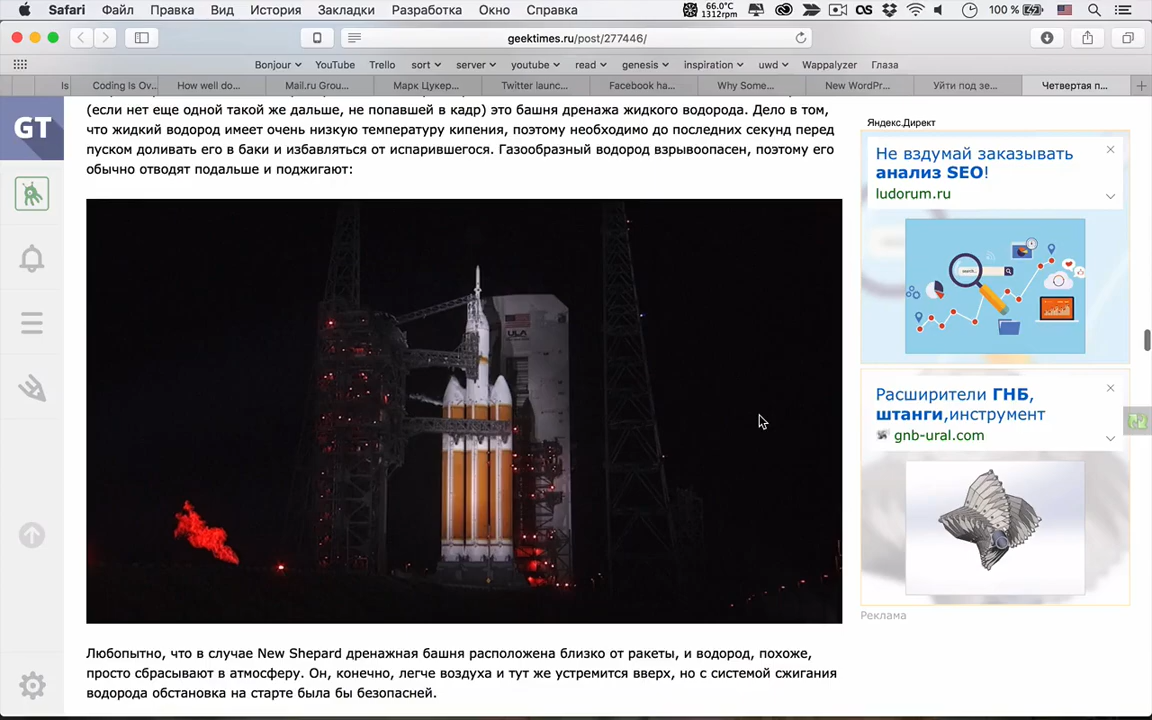 Safari Файл Правка Вид История Закладки Разработка Окно Справка
66.0°C
1312rpm
100 %
geektimes.ru/post/277446/
Bonjour YouTube Trello sort server youtube read genesis inspiration uwd Wappalyzer Глаза
Is Coding Is Ov... How well do... Mail.ru Grou... Марк Цукер... Twitter launc... Facebook ha... Why Some... New WordPr... Уйти под зе... Четвертая п...
GT
(если нет еще одной такой же дальше, не попавшей в кадр) это башня дренажа жидкого водорода. Дело в том,
что жидкий водород имеет очень низкую температуру кипения, поэтому необходимо до последних секунд перед
пуском доливать его в баки и избавляться от испарившегося. Газообразный водород взрывоопасен, поэтому его
обычно отводят подальше и поджигают:
ULA
Любопытно, что в случае New Shepard дренажная башня расположена близко от ракеты, и водород, похоже,
просто сбрасывают в атмосферу. Он, конечно, легче воздуха и тут же устремится вверх, но с системой сжигания
водорода обстановка на старте была бы безопасней.
Яндекс.Директ
Не вздумай заказывать
анализ SEO!
ludorum.ru
search...
Расширители ГНБ,
штанги,инструмент
gnb-ural.com
Реклама